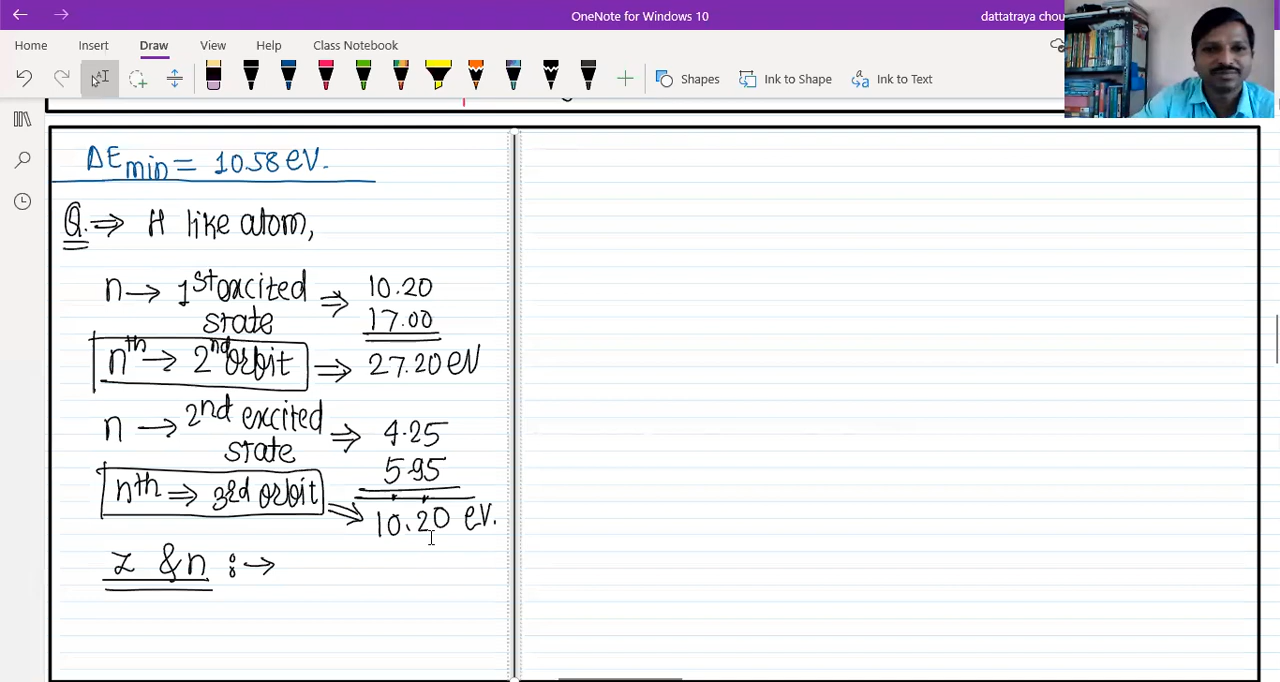 OneNote for Windows 10
dattatraya chou
Home Insert Draw View Help Class Notebook
Shapes Ink to Shape Ink to Text
ΔEmin = 10.58 eV.
Q. ⇒ H like atom,
n → 1st excited state ⇒ 10.20
17.00
nth → 2nd orbit ⇒ 27.20 eV
n → 2nd excited state ⇒ 4.25
5.95
nth ⇒ 3rd orbit ⇒ 10.20 eV.
Z & n :→